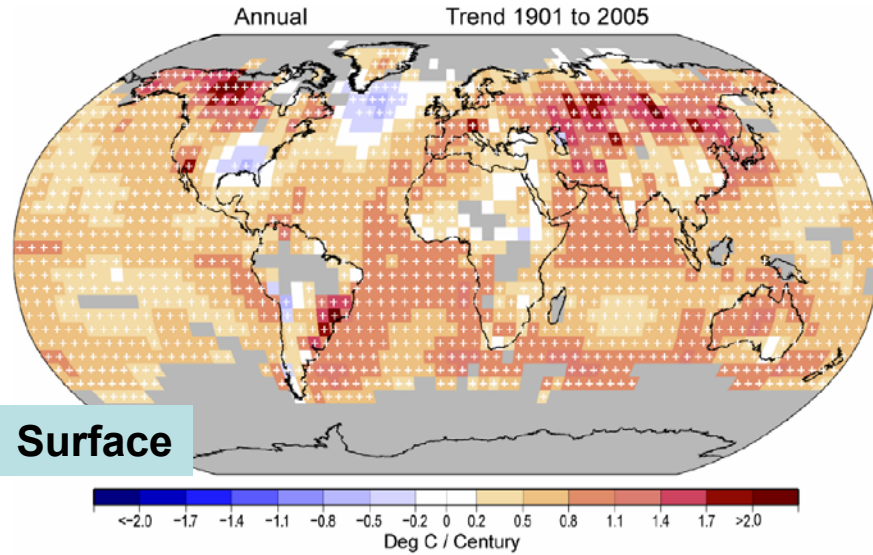 Annual Trend 1901 to 2005
Surface
<-2.0 -1.7 -1.4 -1.1 -0.8 -0.5 -0.2 0 0.2 0.5 0.8 1.1 1.4 1.7 >2.0
Deg C / Century